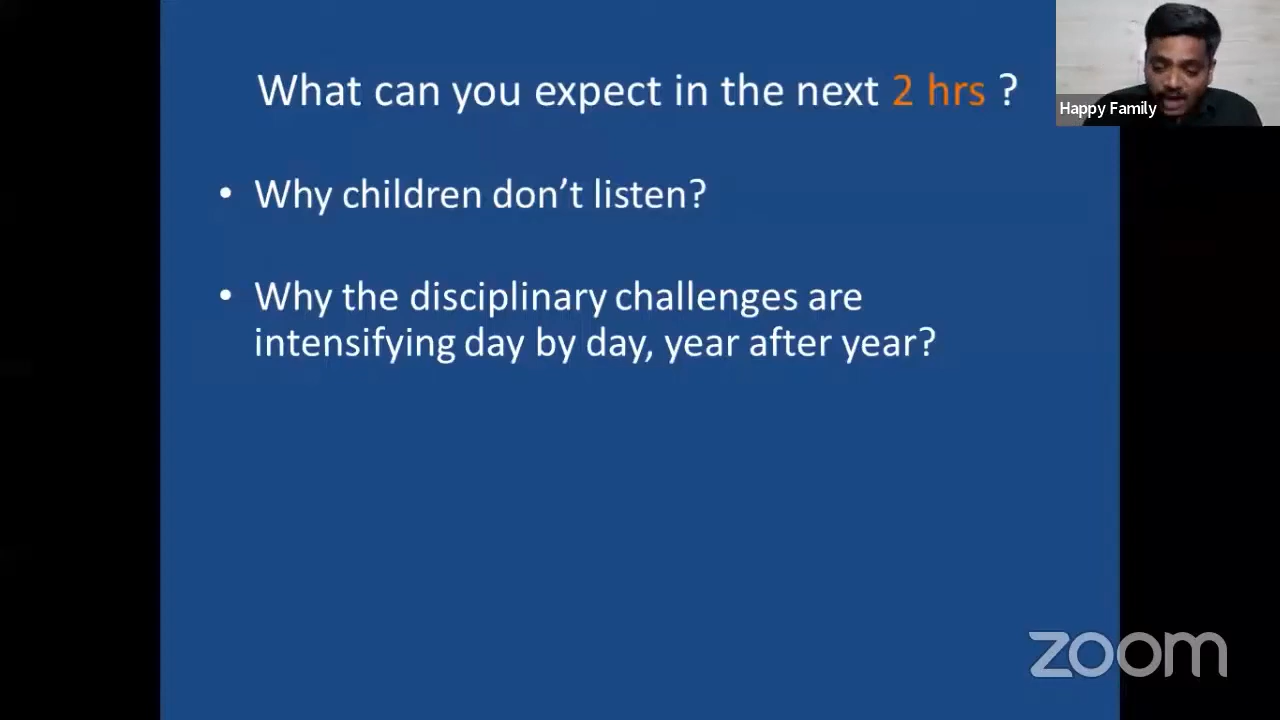 What can you expect in the next 2 hrs ?
Happy Family
• Why children don’t listen?
• Why the disciplinary challenges are
intensifying day by day, year after year?
zoom